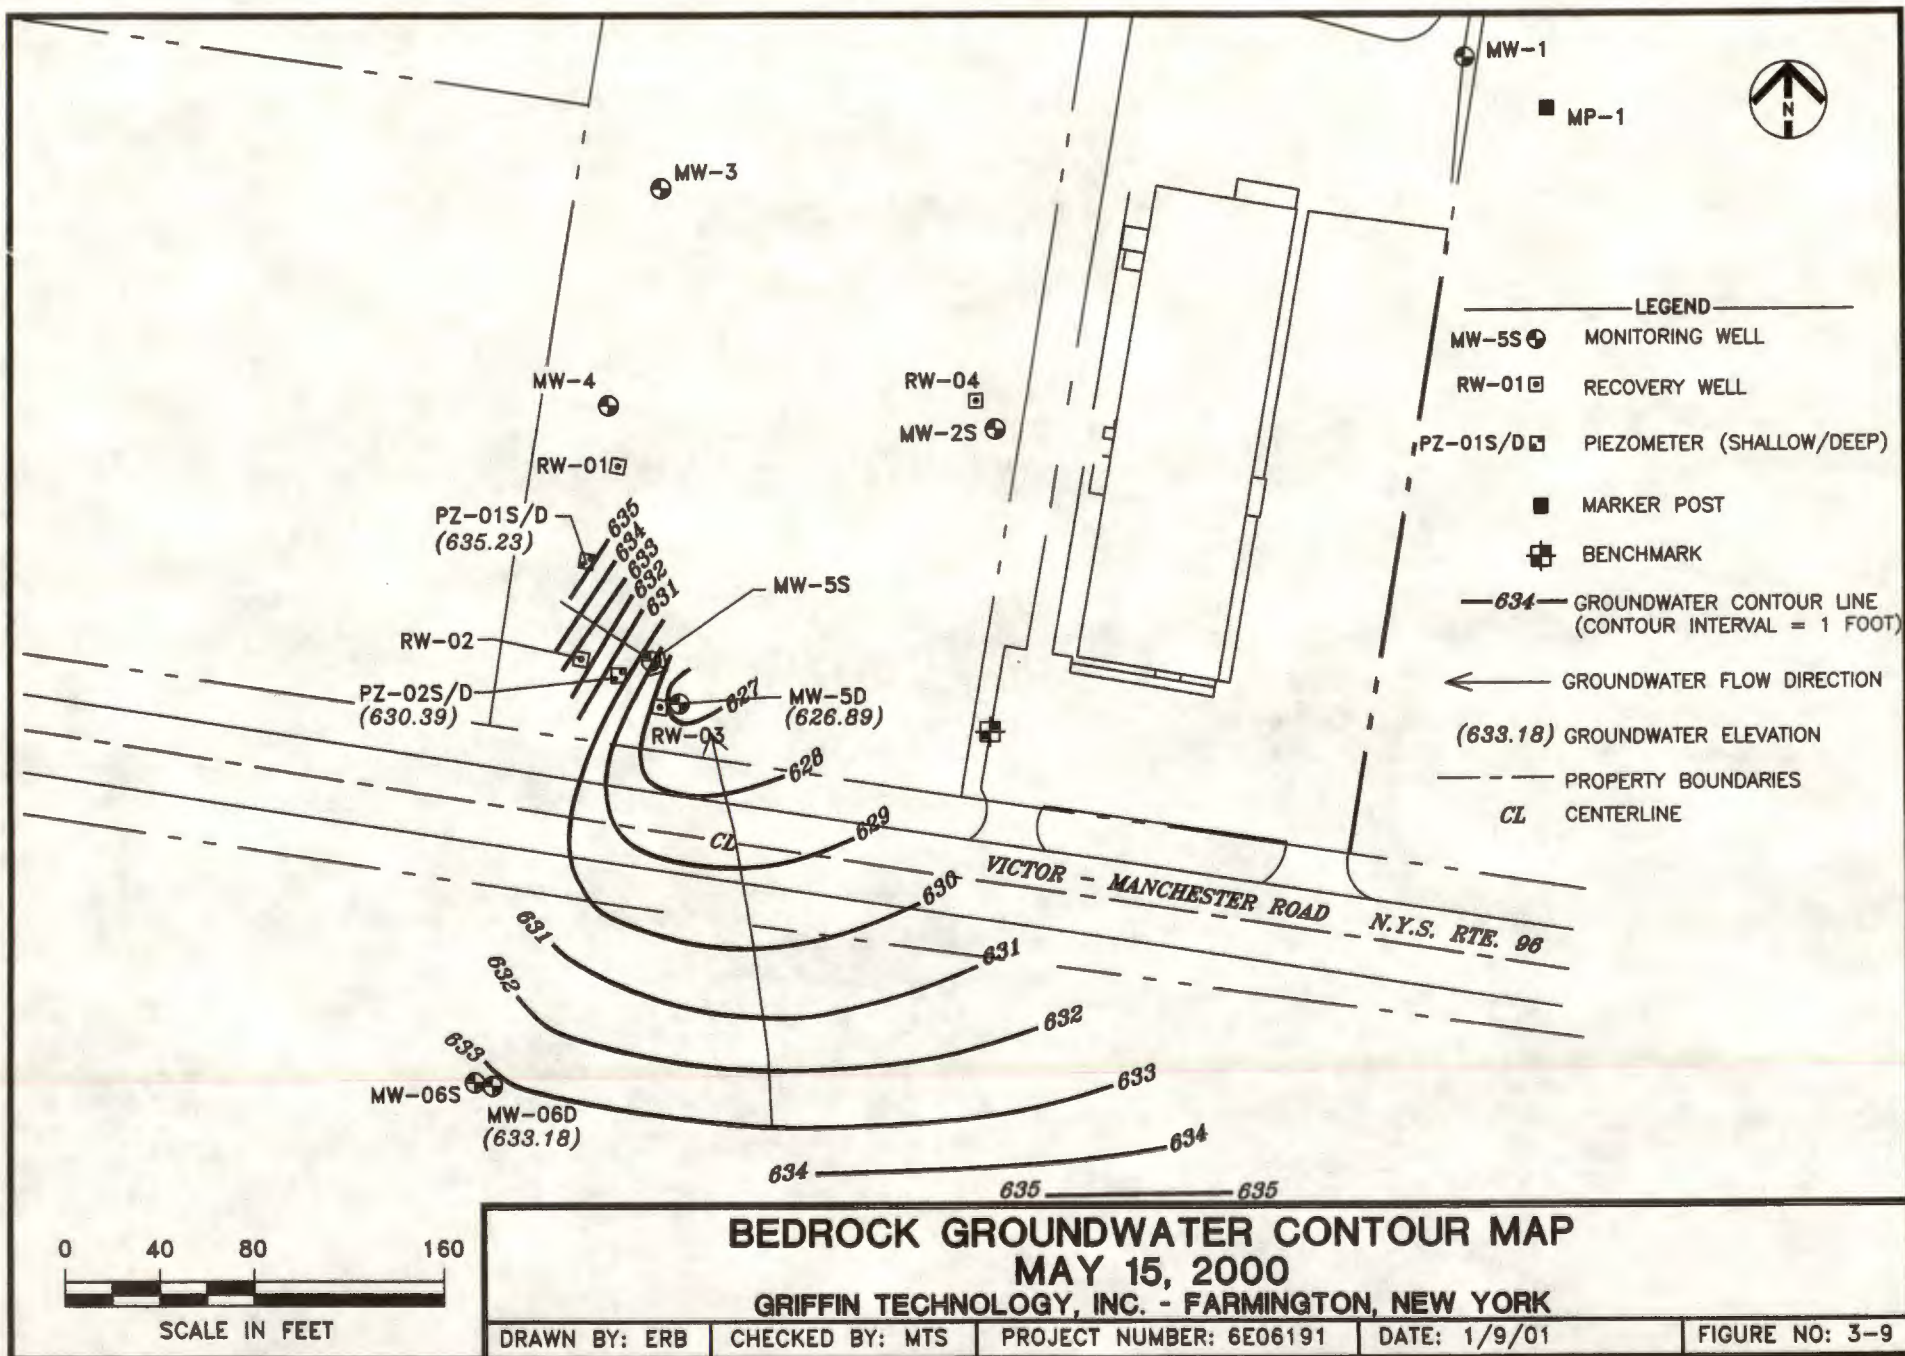 MW-1
N
MP-1
MW-3
LEGEND
MW-5S MONITORING WELL
RW-01 RECOVERY WELL
PZ-01S/D PIEZOMETER (SHALLOW/DEEP)
MARKER POST
BENCHMARK
634 GROUNDWATER CONTOUR LINE
(CONTOUR INTERVAL = 1 FOOT)
GROUNDWATER FLOW DIRECTION
(633.18) GROUNDWATER ELEVATION
PROPERTY BOUNDARIES
CL CENTERLINE
MW-4
RW-04
MW-2S
RW-01
PZ-01S/D
(635.23)
635
634
633
632
631
MW-5S
RW-02
PZ-02S/D
(630.39)
627
MW-5D
(626.89)
RW-03
628
629
CL
630
VICTOR - MANCHESTER ROAD N.Y.S. RTE. 96
631
631
632
632
633
633
MW-06S
MW-06D
(633.18)
634
634
635
635
0 40 80 160
SCALE IN FEET
BEDROCK GROUNDWATER CONTOUR MAP
MAY 15, 2000
GRIFFIN TECHNOLOGY, INC. - FARMINGTON, NEW YORK
DRAWN BY: ERB
CHECKED BY: MTS
PROJECT NUMBER: 6E06191
DATE: 1/9/01
FIGURE NO: 3-9